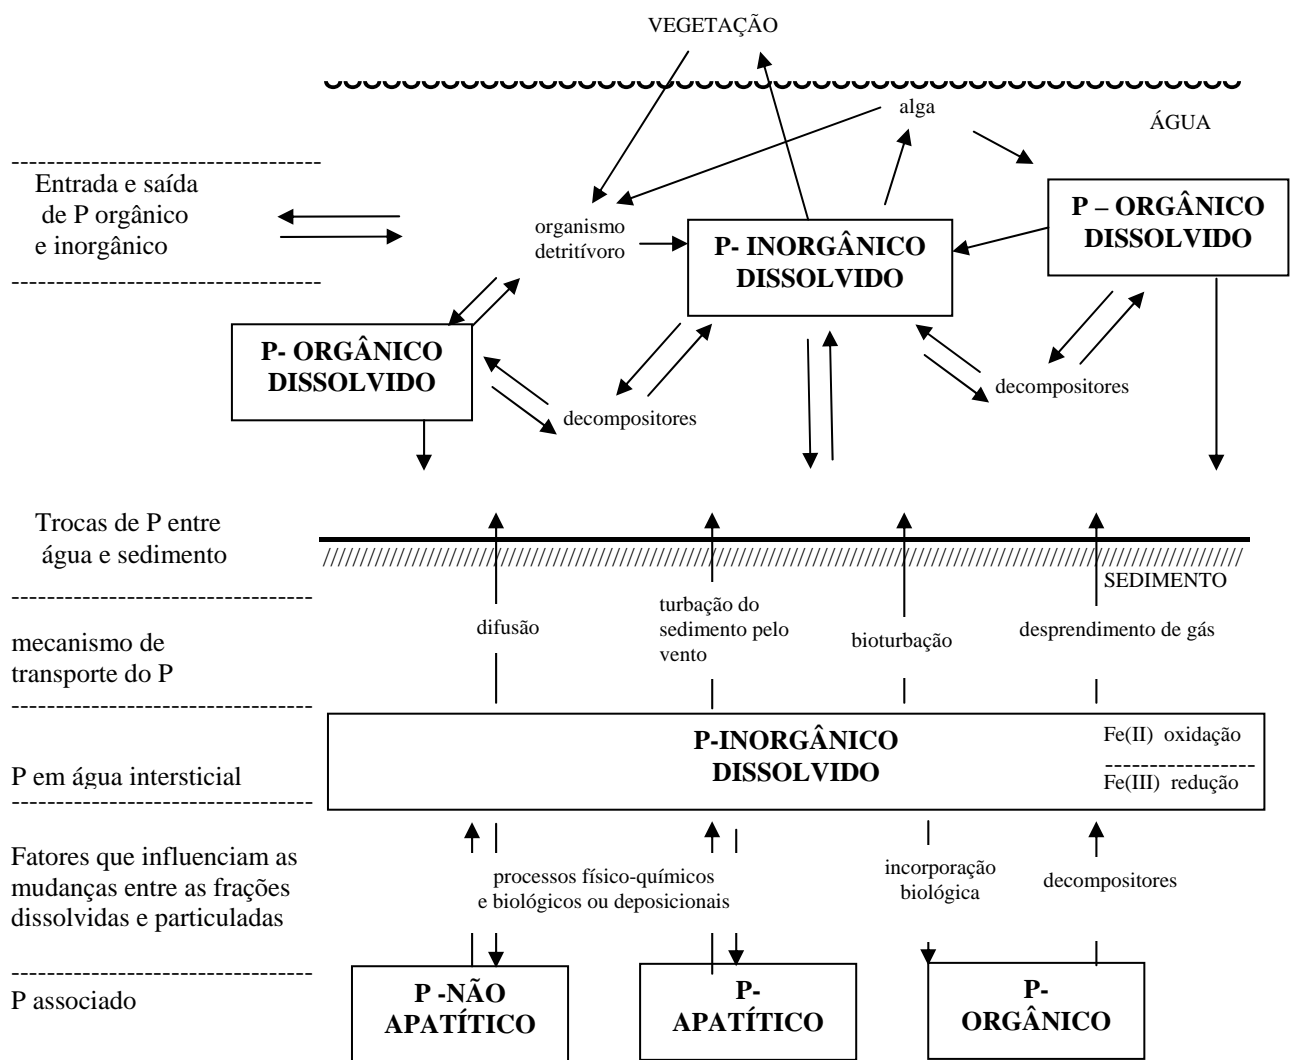 VEGETAÇÃO
alga
ÁGUA
Entrada e saída
de P orgânico
e inorgânico
organismo
detritívoro
P- INORGÂNICO
DISSOLVIDO
P – ORGÂNICO
DISSOLVIDO
P- ORGÂNICO
DISSOLVIDO
decompositores
decompositores
Trocas de P entre
água e sedimento
SEDIMENTO
mecanismo de
transporte do P
difusão
turbação do
sedimento pelo
vento
bioturbação
desprendimento de gás
P em água intersticial
P-INORGÂNICO
DISSOLVIDO
Fe(II) oxidação
Fe(III) redução
Fatores que influenciam as
mudanças entre as frações
dissolvidas e particuladas
processos físico-químicos
e biológicos ou deposicionais
incorporação
biológica
decompositores
P associado
P -NÃO
APATÍTICO
P-
APATÍTICO
P-
ORGÂNICO